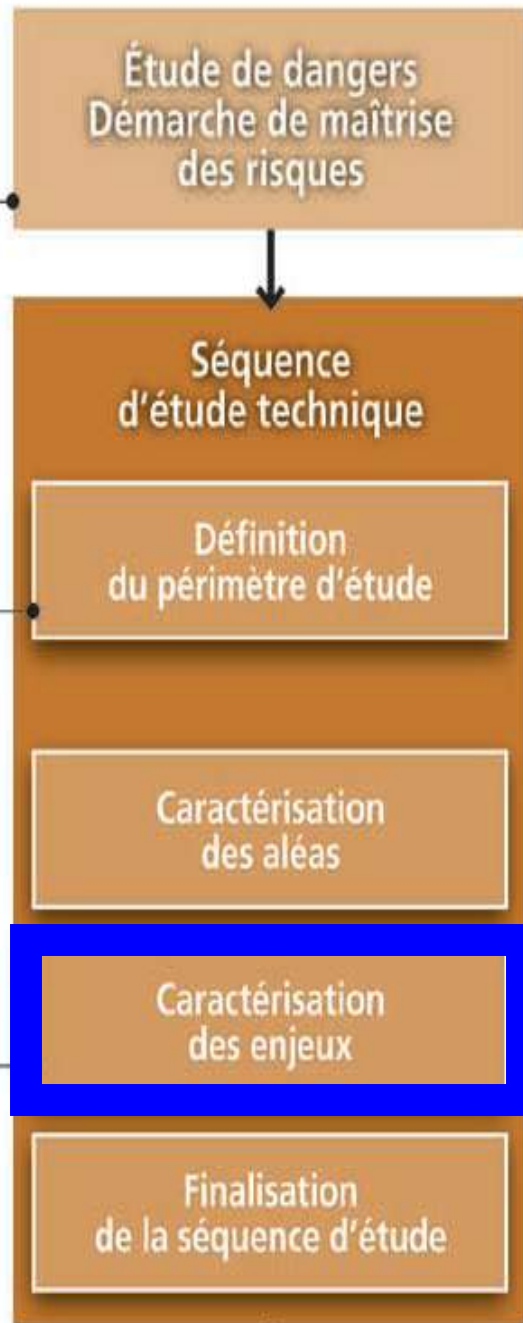 Étude de dangers
Démarche de maîtrise
des risques
Séquence
d'étude technique
Définition
du périmètre d'étude
Caractérisation
des aléas
Caractérisation
des enjeux
Finalisation
de la séquence d'étude